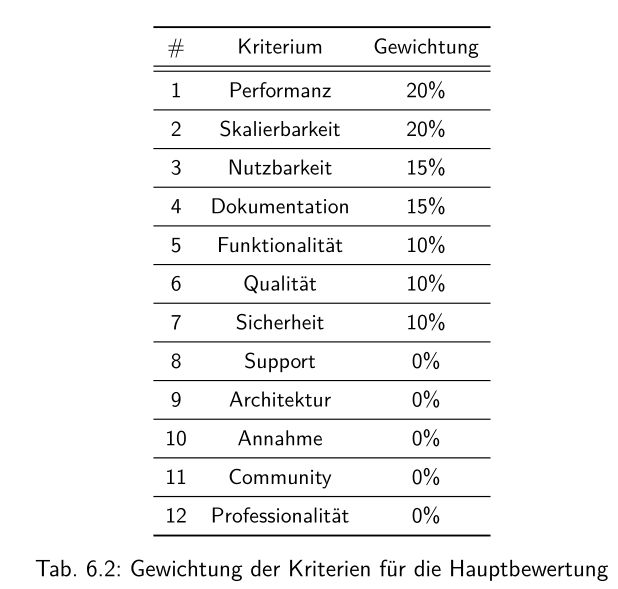 # Kriterium Gewichtung
1 Performanz 20%
2 Skalierbarkeit 20%
3 Nutzbarkeit 15%
4 Dokumentation 15%
5 Funktionalität 10%
6 Qualität 10%
7 Sicherheit 10%
8 Support 0%
9 Architektur 0%
10 Annahme 0%
11 Community 0%
12 Professionalität 0%
Tab. 6.2: Gewichtung der Kriterien für die Hauptbewertung